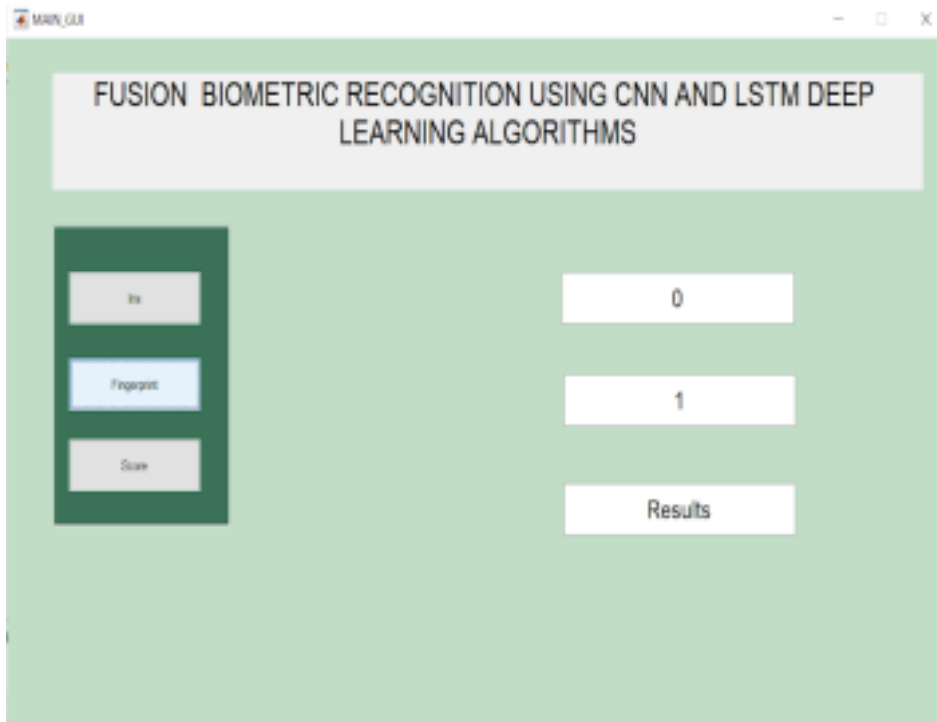 MAIN_GUI
FUSION BIOMETRIC RECOGNITION USING CNN AND LSTM DEEP
LEARNING ALGORITHMS
Iris
0
Fingerprint
1
Score
Results